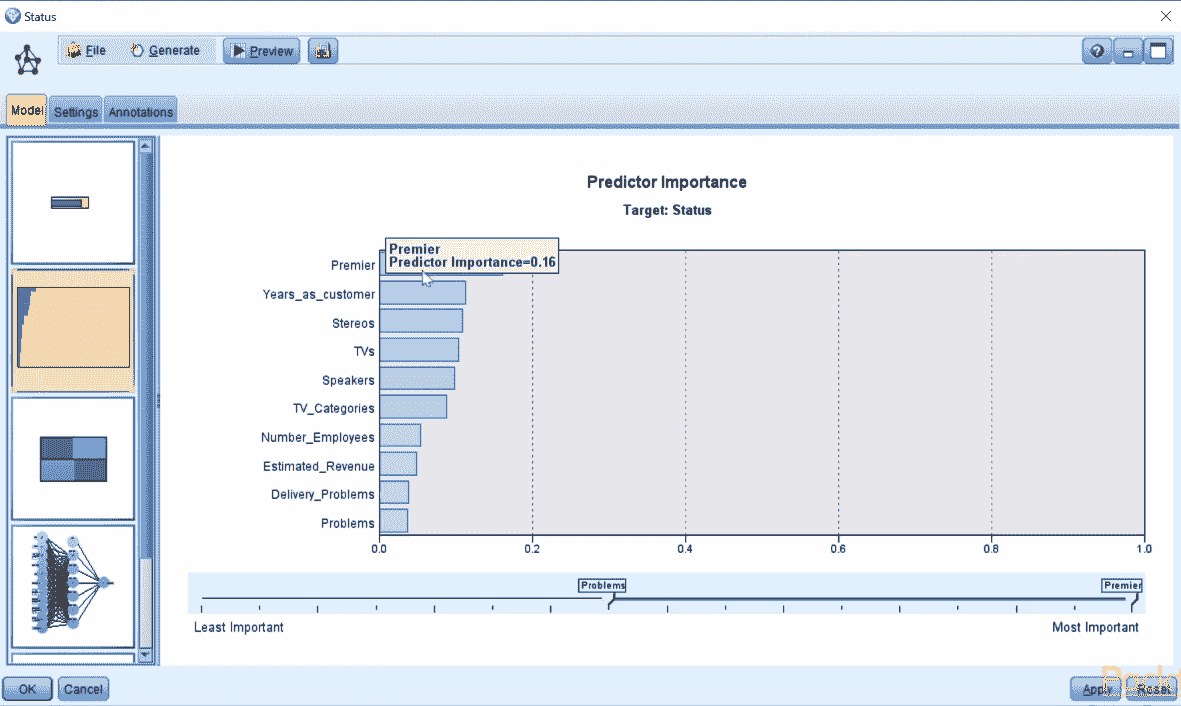 Status
File Generate Preview
Model Settings Annotations
Predictor Importance
Target: Status
Premier
Predictor Importance=0.16
Premier
Years_as_customer
Stereos
TVs
Speakers
TV_Categories
Number_Employees
Estimated_Revenue
Delivery_Problems
Problems
0.0 0.2 0.4 0.6 0.8 1.0
Problems Premier
Least Important Most Important
OK Cancel Apply Reset